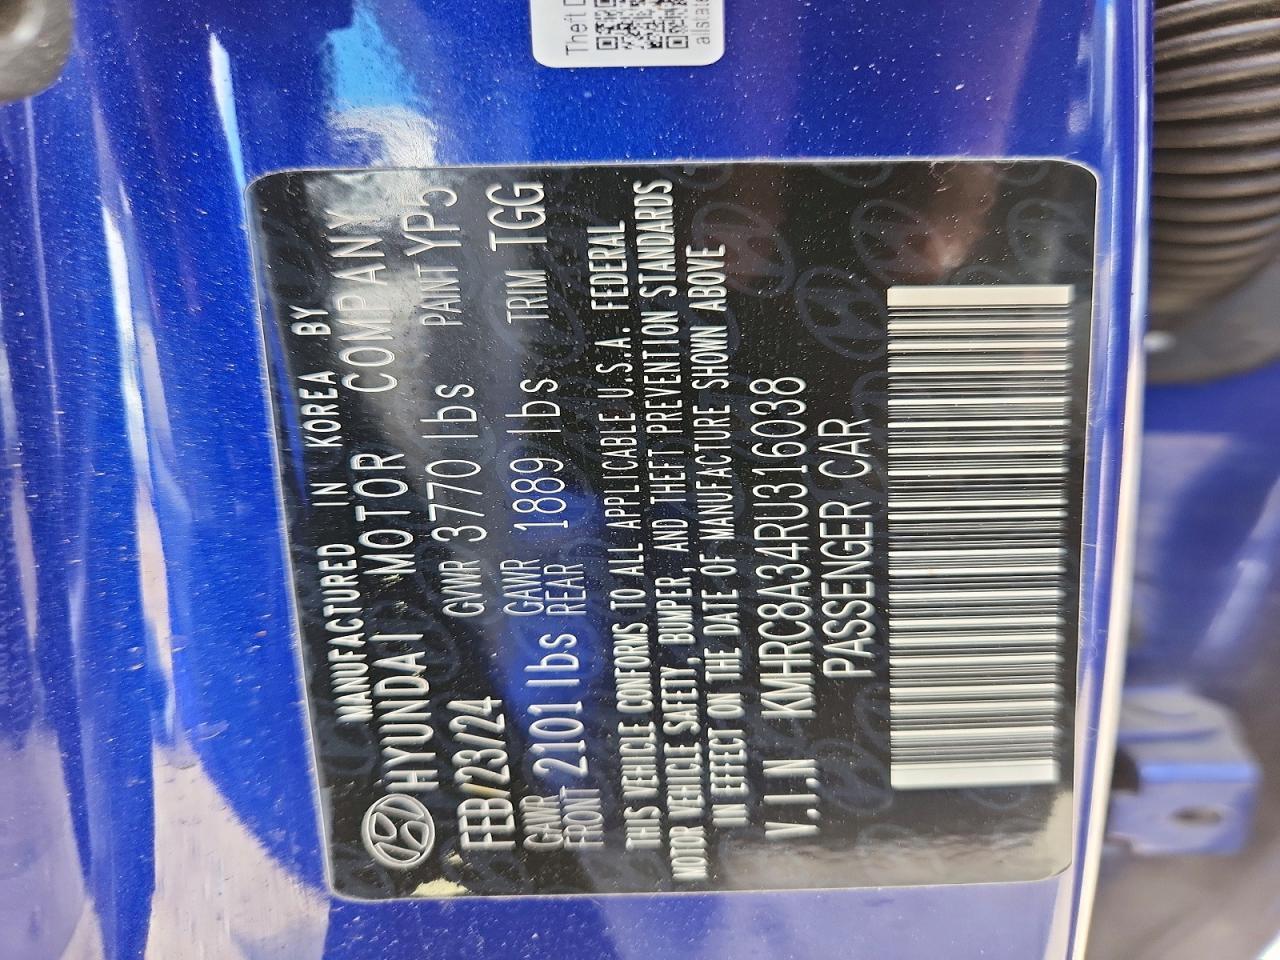 Theft
allstate
MANUFACTURED IN KOREA BY
HYUNDAI MOTOR COMPANY
FEB/23/24 GVWR 3770 lbs PAINT YP5
GAWR FRONT 2101 lbs GAWR REAR 1889 lbs TRIM TGG
THIS VEHICLE CONFORMS TO ALL APPLICABLE U.S.A. FEDERAL
MOTOR VEHICLE SAFETY, BUMPER, AND THEFT PREVENTION STANDARDS
IN EFFECT ON THE DATE OF MANUFACTURE SHOWN ABOVE
V.I.N KMHRC8A34RU316038
PASSENGER CAR